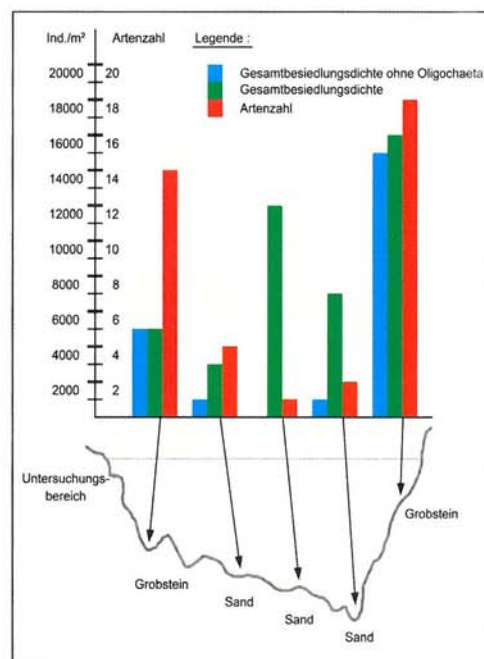 Ind./m² Artenzahl Legende :
20000 20
Gesamtbesiedlungsdichte ohne Oligochaeta
Gesamtbesiedlungsdichte
18000 18
Artenzahl
16000 16
14000 14
12000 12
10000 10
8000 8
6000 6
4000 4
2000 2
Untersuchungs-
bereich
Grobstein
Grobstein
Sand
Sand
Sand